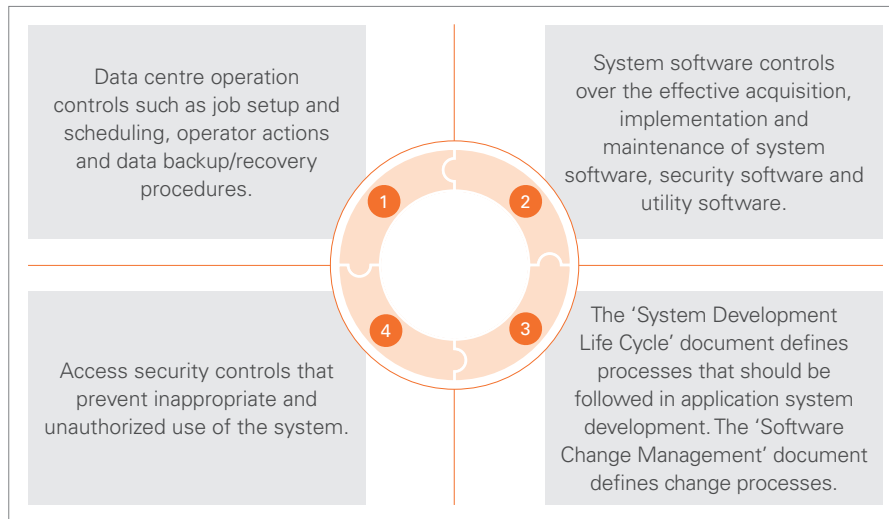 Data centre operation
controls such as job setup and
scheduling, operator actions
and data backup/recovery
procedures.
System software controls
over the effective acquisition,
implementation and
maintenance of system
software, security software and
utility software.
1
2
4
3
Access security controls that
prevent inappropriate and
unauthorized use of the system.
The ‘System Development
Life Cycle’ document defines
processes that should be
followed in application system
development. The ‘Software
Change Management’ document
defines change processes.